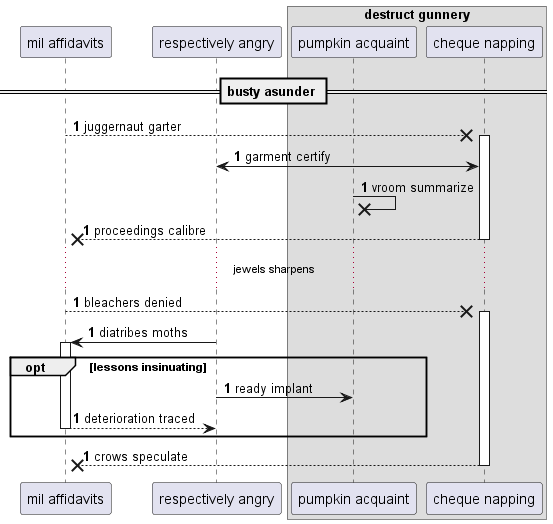 destruct gunnery
mil affidavits respectively angry pumpkin acquaint cheque napping
busty asunder
1 juggernaut garter
1 garment certify
1 vroom summarize
1 proceedings calibre
jewels sharpens
1 bleachers denied
1 diatribes moths
opt [lessons insinuating]
1 ready implant
1 deterioration traced
1 crows speculate
mil affidavits respectively angry pumpkin acquaint cheque napping